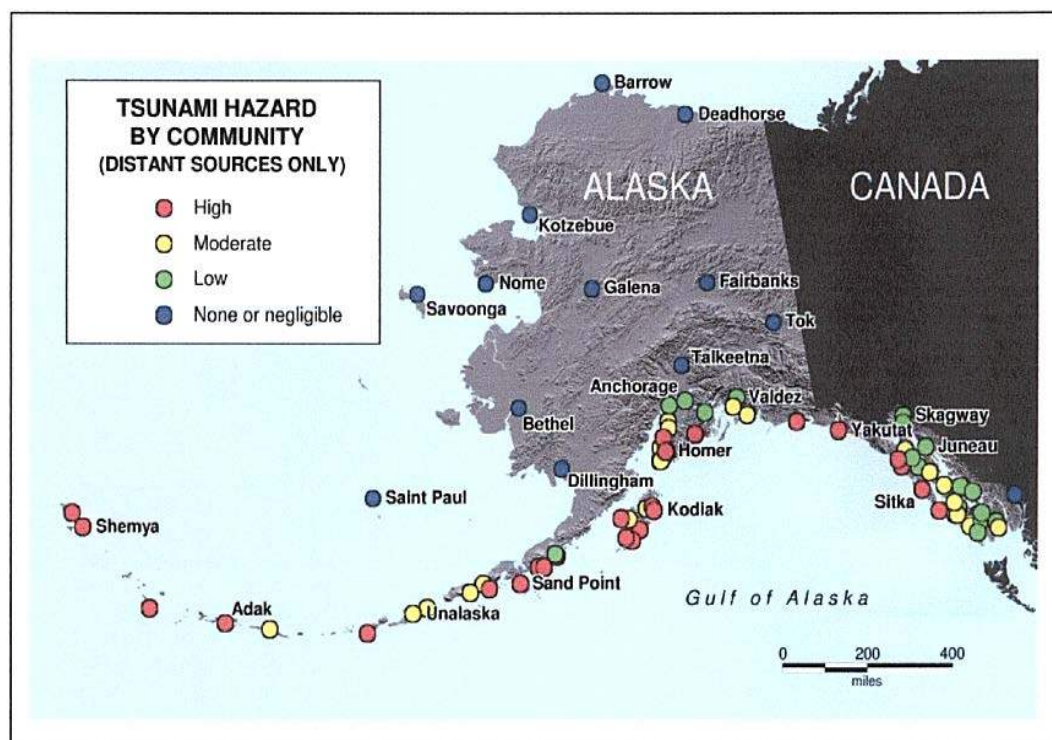 TSUNAMI HAZARD
BY COMMUNITY
(DISTANT SOURCES ONLY)
High
Moderate
Low
None or negligible
Barrow
Deadhorse
ALASKA
CANADA
Kotzebue
Nome
Galena
Fairbanks
Savoonga
Tok
Talkeetna
Anchorage
Valdez
Bethel
Skagway
Yakutat
Juneau
Homer
Dillingham
Saint Paul
Kodiak
Sitka
Shemya
Sand Point
Adak
Unalaska
Gulf of Alaska
0 200 400
miles